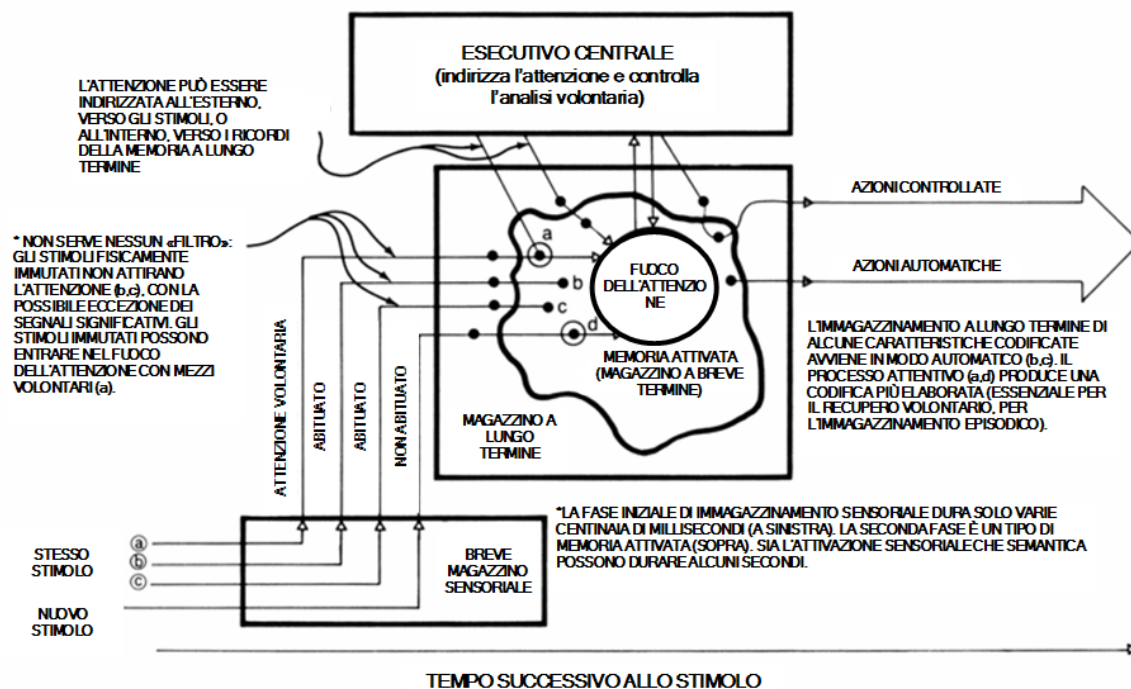 ESECUTIVO CENTRALE
(indirizza l'attenzione e controlla
l'analisi volontaria)
L'ATTENZIONE PUÒ ESSERE
INDIRIZZATA ALL'ESTERNO,
VERSO GLI STIMOLI, O
ALL'INTERNO, VERSO I RICORDI
DELLA MEMORIA A LUNGO
TERMINE
* NON SERVE NESSUN «FILTRO»:
GLI STIMOLI FISICAMENTE
IMMUTATI NON ATTIRANO
L'ATTENZIONE (b,c), CON LA
POSSIBILE ECCEZIONE DEI
SEGNALI SIGNIFICATIVI. GLI
STIMOLI IMMUTATI POSSONO
ENTRARE NEL FUOCO
DELL'ATTENZIONE CON MEZZI
VOLONTARI (a).
ATTENZIONE VOLONTARIA
ABITUATO
ABITUATO
NON ABITUATO
a
b
c
d
FUOCO
DELL'ATTENZIO
NE
MEMORIA ATTIVATA
(MAGAZZINO A BREVE
TERMINE)
MAGAZZINO A
LUNGO
TERMINE
AZIONI CONTROLLATE
AZIONI AUTOMATICHE
L'IMMAGAZZINAMENTO A LUNGO TERMINE DI
ALCUNE CARATTERISTICHE CODIFICATE
AVVIENE IN MODO AUTOMATICO (b,c). IL
PROCESSO ATTENTIVO (a,d) PRODUCE UNA
CODIFICA PIÙ ELABORATA (ESSENZIALE PER
IL RECUPERO VOLONTARIO, PER
L'IMMAGAZZINAMENTO EPISODICO).
*LA FASE INIZIALE DI IMMAGAZZINAMENTO SENSORIALE DURA SOLO VARIE
CENTINAIA DI MILLISECONDI (A SINISTRA). LA SECONDA FASE È UN TIPO DI
MEMORIA ATTIVATA (SOPRA). SIA L'ATTIVAZIONE SENSORIALE CHE SEMANTICA
POSSONO DURARE ALCUNI SECONDI.
STESSO
STIMOLO
a
b
c
NUOVO
STIMOLO
BREVE
MAGAZZINO
SENSORIALE
TEMPO SUCCESSIVO ALLO STIMOLO